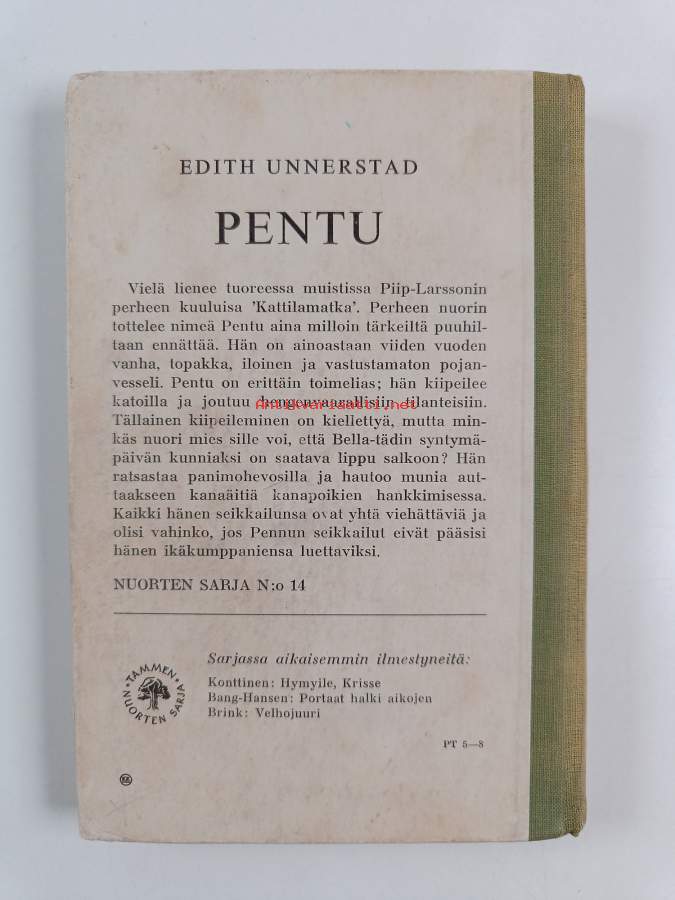 EDITH UNNERSTAD
PENTU
Vielä lienee tuoreessa muistissa Piip-Larssonin
perheen kuuluisa 'Kattilamatka'. Perheen nuorin
tottelee nimeä Pentu aina milloin tärkeiltä puuhil-
taan ennättää. Hän on ainoastaan viiden vuoden
vanha, topakka, iloinen ja vastustamaton pojan-
vesseli. Pentu on erittäin toimelias; hän kiipeilee
katoilla ja joutuu hengenvaarallisiin tilanteisiin.
Antikvariaatti.net
Tällainen kiipeileminen on kiellettyä, mutta min-
käs nuori mies sille voi, että Bella-tädin syntymä-
päivän kunniaksi on saatava lippu salkoon? Hän
ratsastaa panimohevosilla ja hautoo munia aut-
taakseen kanaäitiä kanapoikien hankkimisessa.
Kaikki hänen seikkailunsa ovat yhtä viehättäviä ja
olisi vahinko, jos Pennun seikkailut eivät pääsisi
hänen ikäkumppaniensa luettaviksi.
NUORTEN SARJA N:o 14
Sarjassa aikaisemmin ilmestyneitä:
Konttinen: Hymyile, Krisse
Bang-Hansen: Portaat halki aikojen
Brink: Velhojuuri
TAMMEN
NUORTEN SARJA
PT 5—8